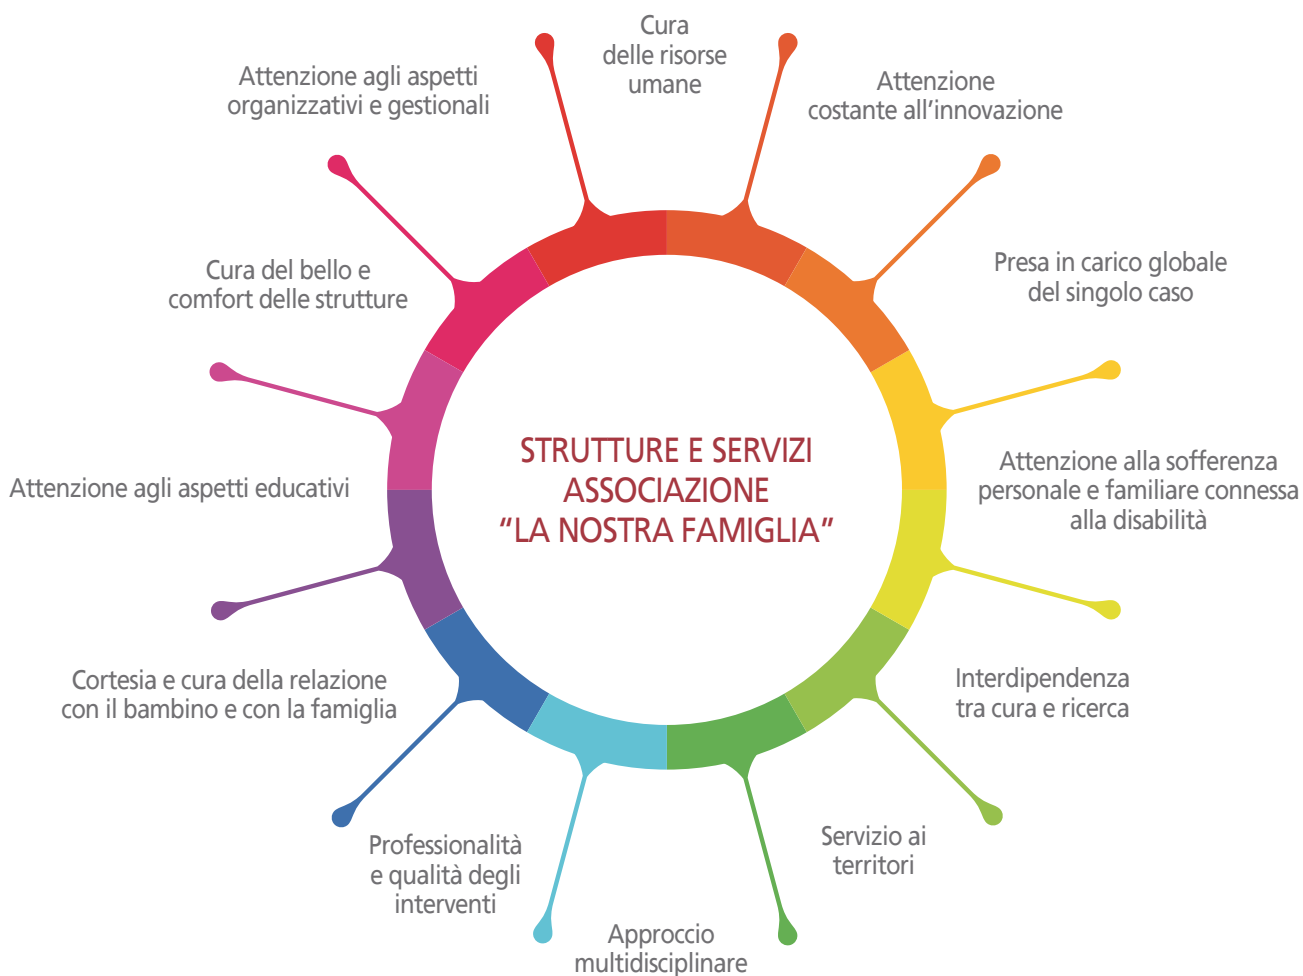 Cura
delle risorse
umane
Attenzione
costante all’innovazione
Presa in carico globale
del singolo caso
Attenzione alla sofferenza
personale e familiare connessa
alla disabilità
Interdipendenza
tra cura e ricerca
Servizio ai
territori
Approccio
multidisciplinare
Professionalità
e qualità degli
interventi
Cortesia e cura della relazione
con il bambino e con la famiglia
Attenzione agli aspetti educativi
Cura del bello e
comfort delle strutture
Attenzione agli aspetti
organizzativi e gestionali
STRUTTURE E SERVIZI
ASSOCIAZIONE
“LA NOSTRA FAMIGLIA”